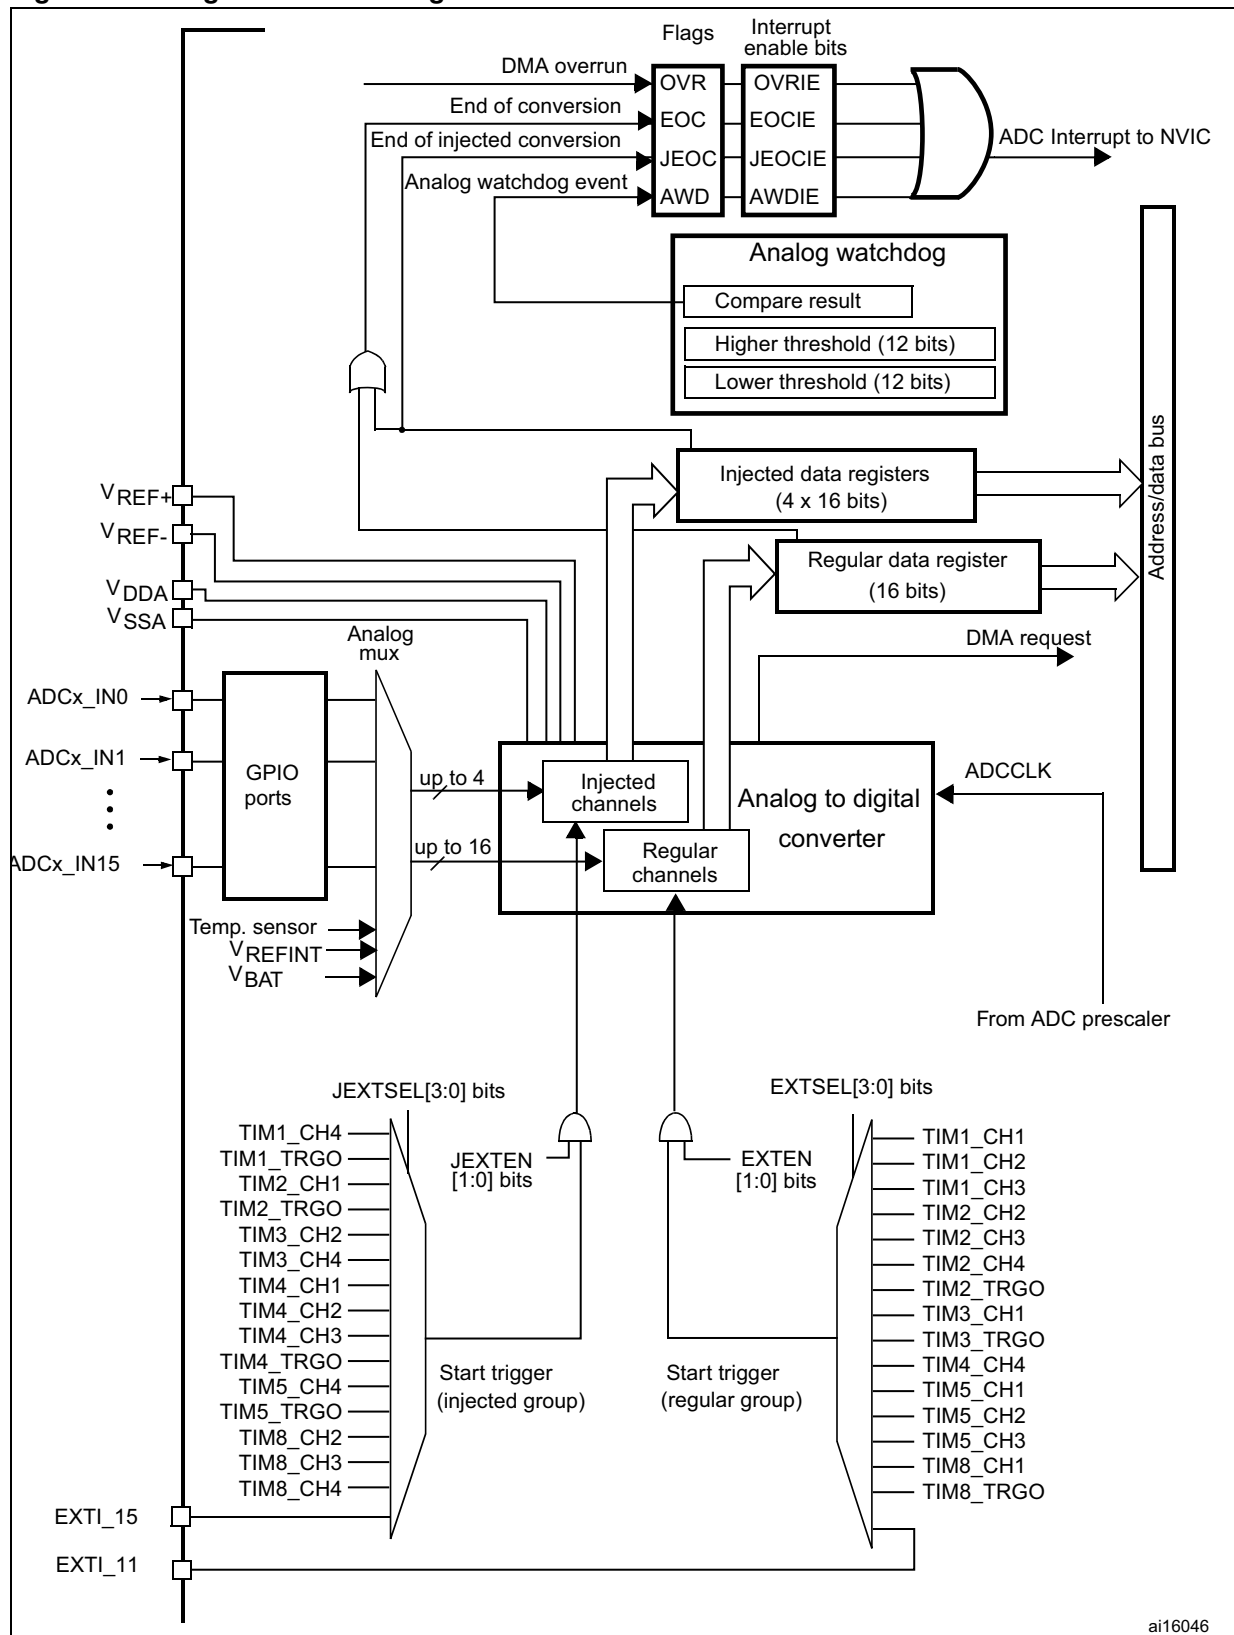 Flags
Interrupt
enable bits
DMA overrun
OVR
OVRIE
End of conversion
EOC
EOCIE
End of injected conversion
JEOC
JEOCIE
ADC Interrupt to NVIC
Analog watchdog event
AWD
AWDIE
Analog watchdog
Compare result
Higher threshold (12 bits)
Lower threshold (12 bits)
Address/data bus
Injected data registers
(4 x 16 bits)
VREF+
VREF-
VDDA
VSSA
Regular data register
(16 bits)
DMA request
Analog
mux
ADCx_IN0
ADCx_IN1
ADCx_IN15
GPIO
ports
up to 4
up to 16
Injected
channels
Regular
channels
Analog to digital
converter
ADCCLK
Temp. sensor
VREFINT
VBAT
From ADC prescaler
JEXTSEL[3:0] bits
EXTSEL[3:0] bits
TIM1_CH4
TIM1_TRGO
TIM2_CH1
TIM2_TRGO
TIM3_CH2
TIM3_CH4
TIM4_CH1
TIM4_CH2
TIM4_CH3
TIM4_TRGO
TIM5_CH4
TIM5_TRGO
TIM8_CH2
TIM8_CH3
TIM8_CH4
JEXTEN
[1:0] bits
EXTEN
[1:0] bits
Start trigger
(injected group)
Start trigger
(regular group)
TIM1_CH1
TIM1_CH2
TIM1_CH3
TIM2_CH2
TIM2_CH3
TIM2_CH4
TIM2_TRGO
TIM3_CH1
TIM3_TRGO
TIM4_CH4
TIM5_CH1
TIM5_CH2
TIM5_CH3
TIM8_CH1
TIM8_TRGO
EXTI_15
EXTI_11
ai16046